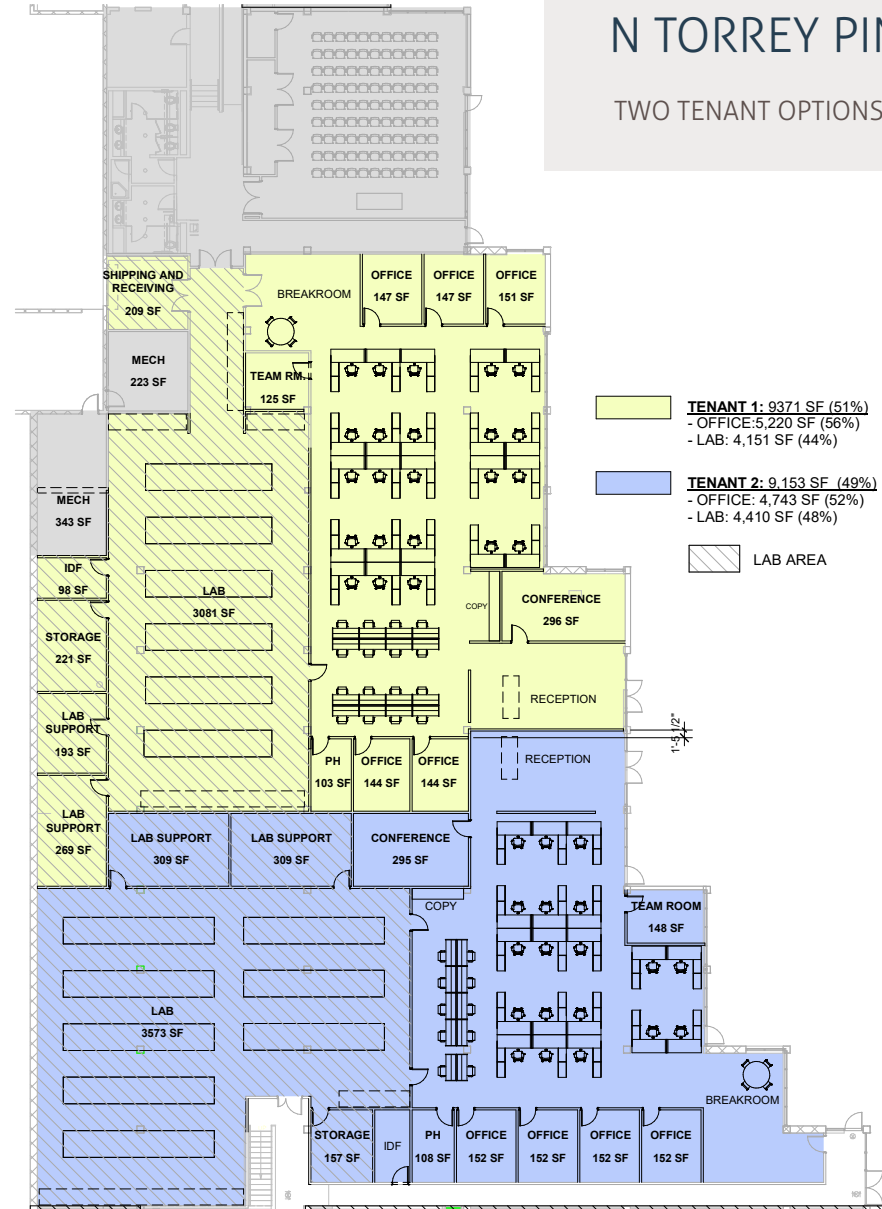 N TORREY PIN
TWO TENANT OPTIONS
SHIPPING AND
RECEIVING
209 SF
BREAKROOM
OFFICE
147 SF
OFFICE
147 SF
OFFICE
151 SF
MECH
223 SF
TEAM RM.
125 SF
TENANT 1: 9371 SF (51%)
- OFFICE:5,220 SF (56%)
- LAB: 4,151 SF (44%)
TENANT 2: 9,153 SF (49%)
- OFFICE: 4,743 SF (52%)
- LAB: 4,410 SF (48%)
LAB AREA
MECH
343 SF
IDF
98 SF
LAB
3081 SF
COPY
CONFERENCE
296 SF
STORAGE
221 SF
RECEPTION
LAB
SUPPORT
193 SF
1'-5 1/2"
RECEPTION
PH
103 SF
OFFICE
144 SF
OFFICE
144 SF
LAB
SUPPORT
269 SF
LAB SUPPORT
309 SF
LAB SUPPORT
309 SF
CONFERENCE
295 SF
COPY
TEAM ROOM
148 SF
LAB
3573 SF
BREAKROOM
STORAGE
157 SF
IDF
PH
108 SF
OFFICE
152 SF
OFFICE
152 SF
OFFICE
152 SF
OFFICE
152 SF